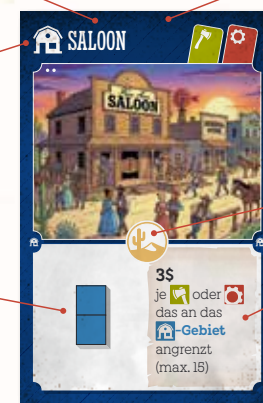 SALOON
SALOON
3$
je oder
das an das
-Gebiet
angrenzt
(max. 15)